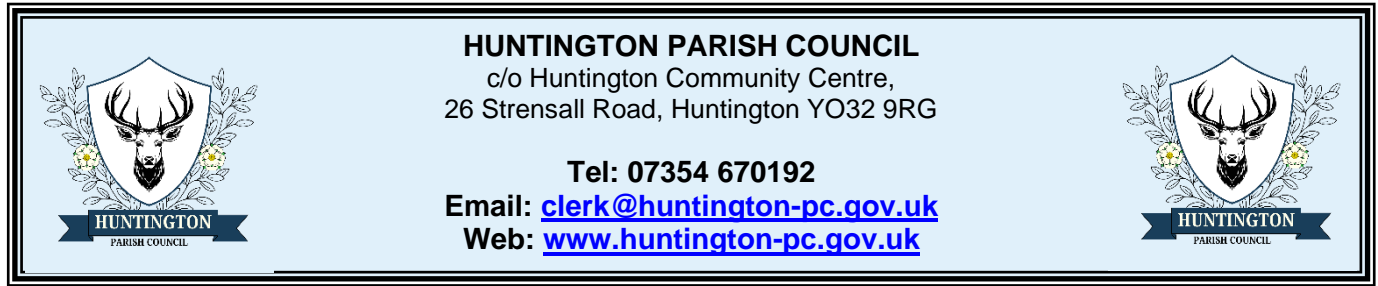 HUNTINGTON PARISH COUNCIL
c/o Huntington Community Centre,
26 Strensall Road, Huntington YO32 9RG
Tel: 07354 670192
Email: clerk@huntington-pc.gov.uk
Web: www.huntington-pc.gov.uk
HUNTINGTON
PARISH COUNCIL
HUNTINGTON
PARISH COUNCIL